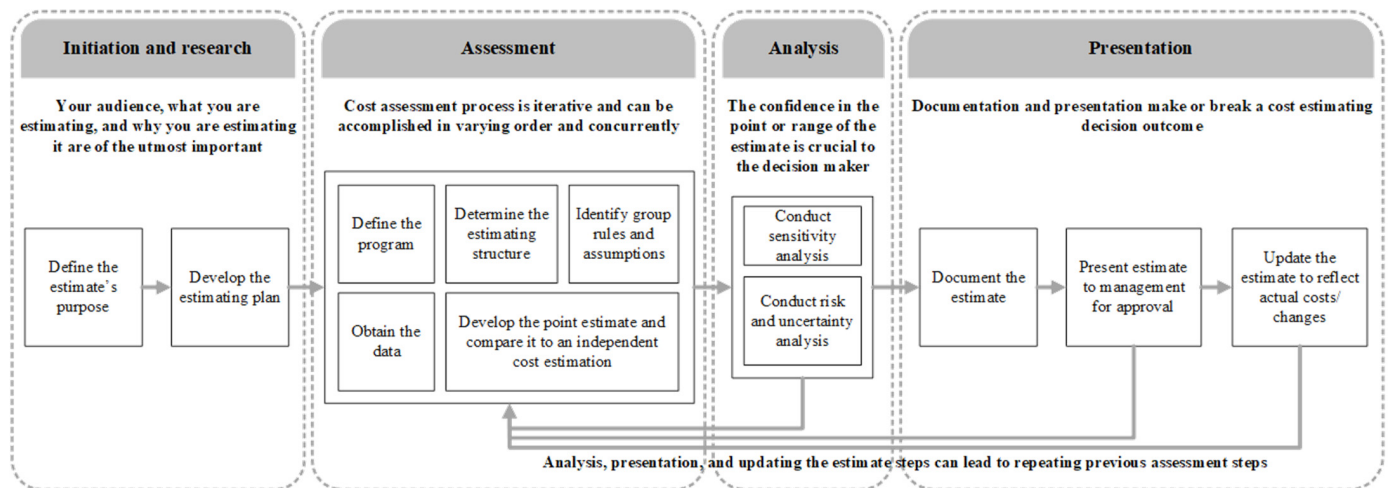 Initiation and research
Your audience, what you are
estimating, and why you are estimating
it are of the utmost important
Define the
estimate's
purpose
Develop the
estimating plan
Assessment
Cost assessment process is iterative and can be
accomplished in varying order and concurrently
Define the
program
Determine the
estimating
structure
Identify group
rules and
assumptions
Obtain the
data
Develop the point estimate and
compare it to an independent
cost estimation
Analysis
The confidence in the
point or range of the
estimate is crucial to
the decision maker
Conduct
sensitivity
analysis
Conduct risk
and uncertainty
analysis
Presentation
Documentation and presentation make or break a cost estimating
decision outcome
Document the
estimate
Present estimate
to management
for approval
Update the
estimate to reflect
actual costs/
changes
Analysis, presentation, and updating the estimate steps can lead to repeating previous assessment steps